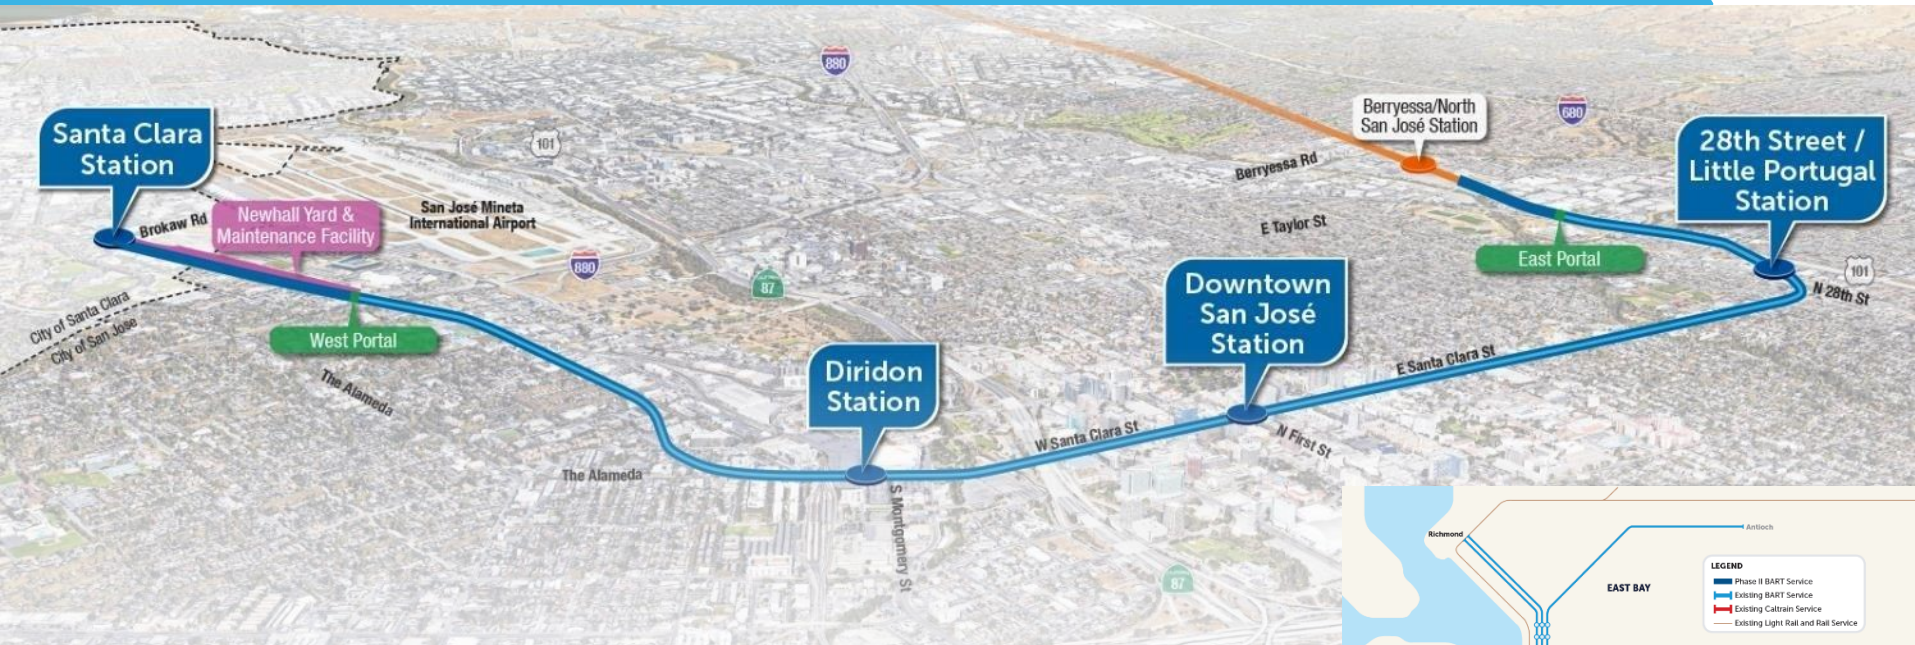 880
Berryessa/North
San José Station
680
Santa Clara
Station
101
28th Street /
Little Portugal
Station
Berryessa Rd
Brokaw Rd
Newhall Yard &
Maintenance Facility
San José Mineta
International Airport
E Taylor St
East Portal
880
87
101
N 28th St
Downtown
San José
Station
City of Santa Clara
City of San Jose
West Portal
The Alameda
Diridon
Station
E Santa Clara St
W Santa Clara St
N First St
The Alameda
S Montgomery St
87
Richmond
Antioch
EAST BAY
LEGEND
Phase II BART Service
Existing BART Service
Existing Caltrain Service
Existing Light Rail and Rail Service